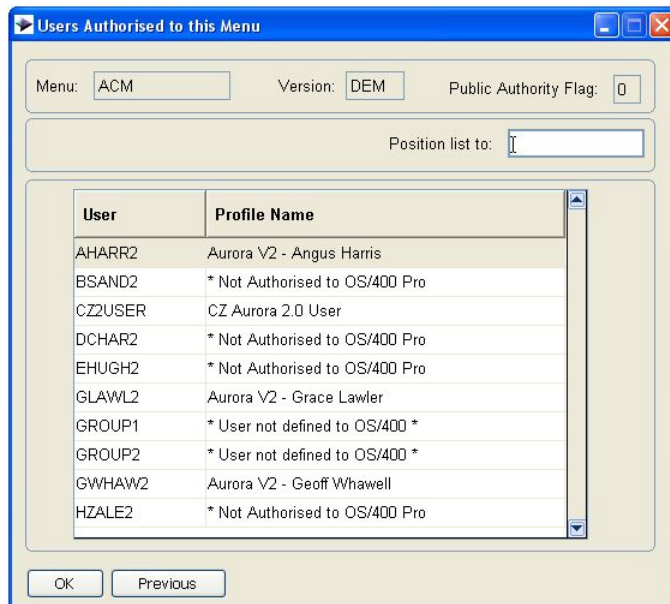 Users Authorised to this Menu
Menu: ACM Version: DEM Public Authority Flag: 0
Position list to:
User Profile Name
AHARR2 Aurora V2 - Angus Harris
BSAND2 * Not Authorised to OS/400 Pro
CZ2USER CZ Aurora 2.0 User
DCHAR2 * Not Authorised to OS/400 Pro
EHUGH2 * Not Authorised to OS/400 Pro
GLAWL2 Aurora V2 - Grace Lawler
GROUP1 * User not defined to OS/400 *
GROUP2 * User not defined to OS/400 *
GWHAW2 Aurora V2 - Geoff Whawell
HZALE2 * Not Authorised to OS/400 Pro
OK Previous